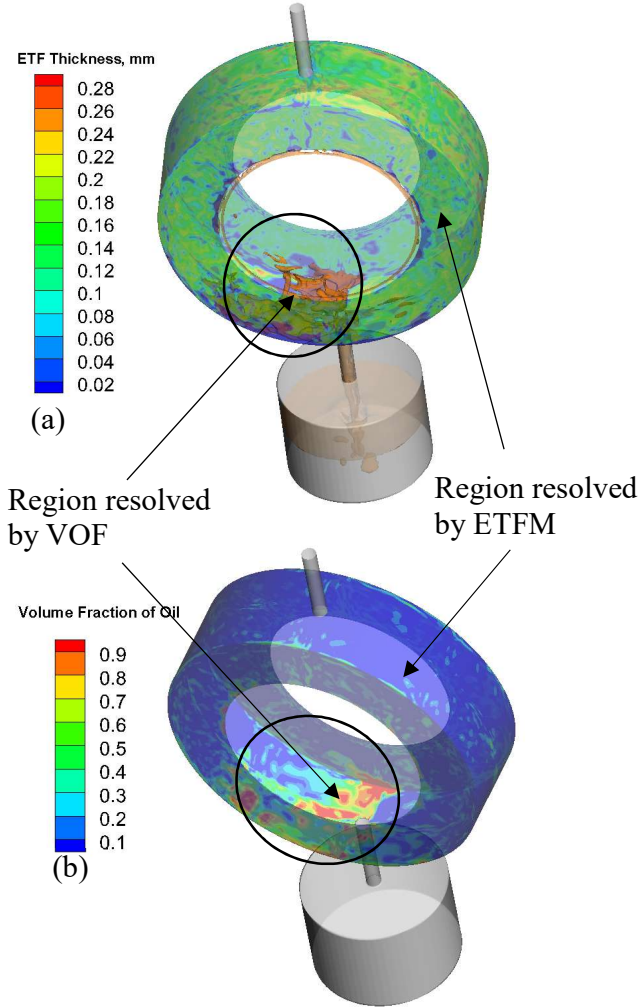 ETF Thickness, mm
0.28
0.26
0.24
0.22
0.2
0.18
0.16
0.14
0.12
0.1
0.08
0.06
0.04
0.02
(a)
Region resolved
by VOF
Region resolved
by ETFM
Volume Fraction of Oil
0.9
0.8
0.7
0.6
0.5
0.4
0.3
0.2
0.1
(b)